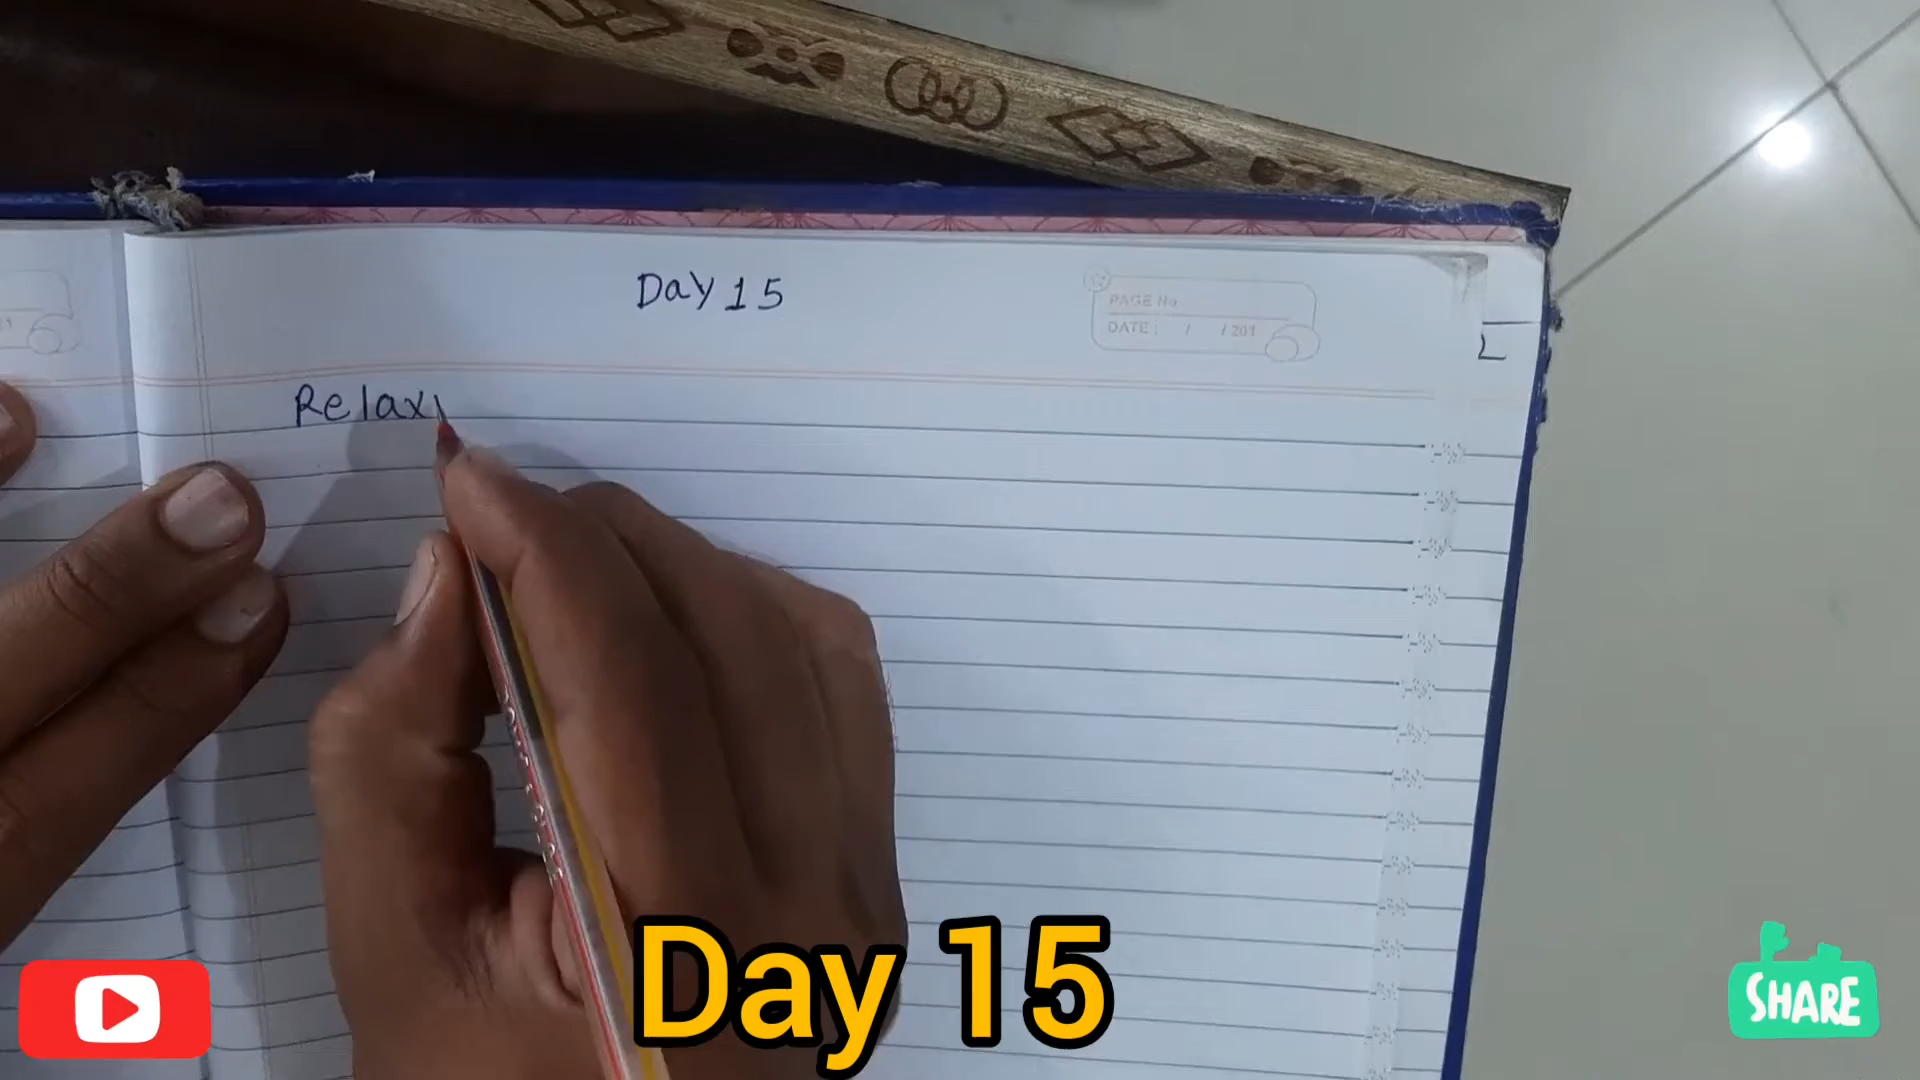 Day 15
PAGE No
DATE : / / 201
Relax
Day 15
SHARE